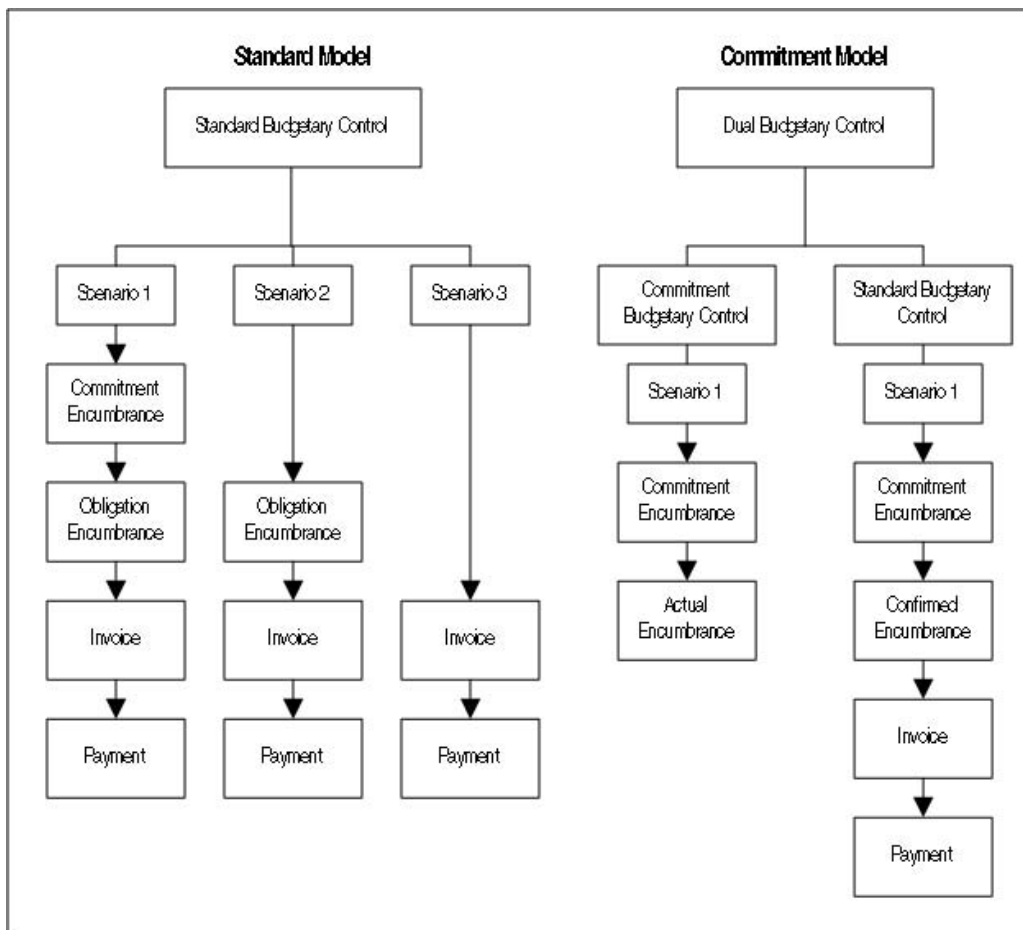 Standard Model
Standard Budgetary Control
Scenario 1
Scenario 2
Scenario 3
Commitment
Encumbrance
Obligation
Encumbrance
Obligation
Encumbrance
Invoice
Invoice
Invoice
Payment
Payment
Payment
Commitment Model
Dual Budgetary Control
Commitment
Budgetary Control
Standard Budgetary
Control
Scenario 1
Scenario 1
Commitment
Encumbrance
Commitment
Encumbrance
Actual
Encumbrance
Confirmed
Encumbrance
Invoice
Payment